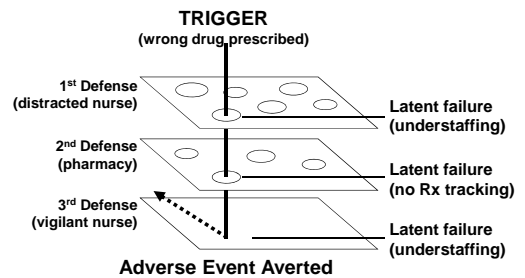 TRIGGER
(wrong drug prescribed)
1st Defense
(distracted nurse)
Latent failure
(understaffing)
2nd Defense
(pharmacy)
Latent failure
(no Rx tracking)
3rd Defense
(vigilant nurse)
Latent failure
(understaffing)
Adverse Event Averted